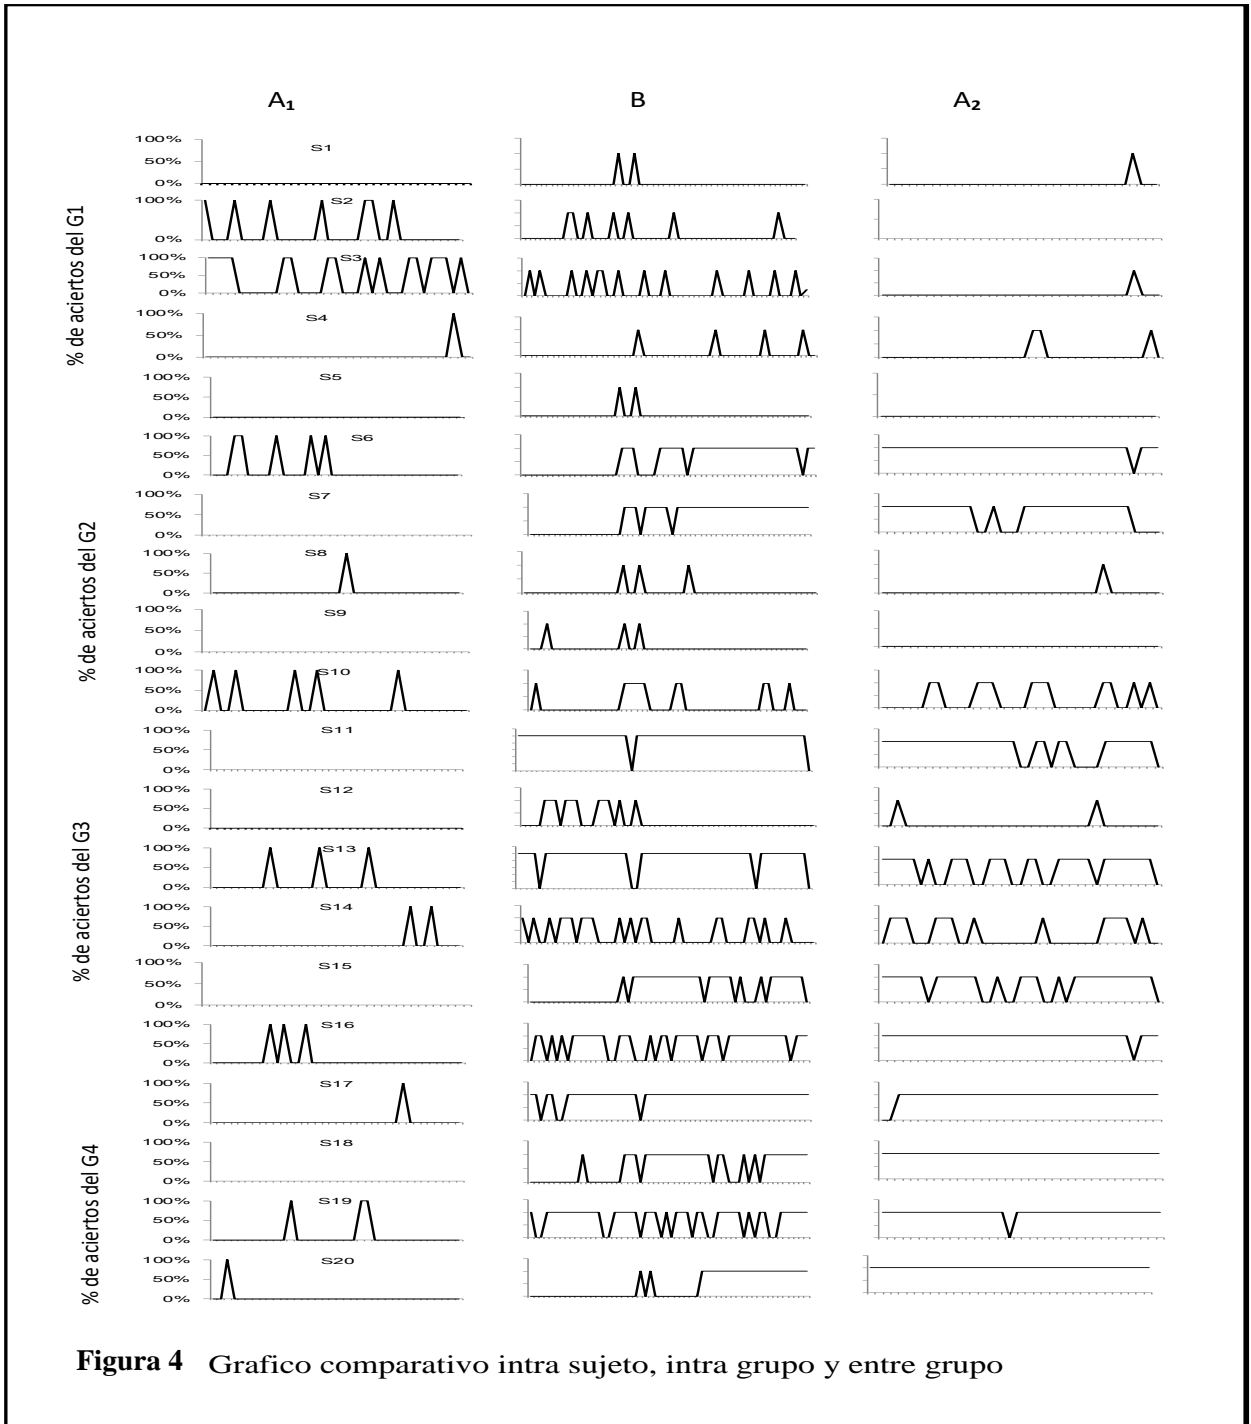 A₁ B A₂
% de aciertos del G1
100% S1
50%
0%
100% S2
0%
100% S3
50%
0%
100% S4
50%
0%
100% S5
50%
0%
% de aciertos del G2
100% S6
50%
0%
100% S7
50%
0%
100% S8
50%
0%
100% S9
50%
0%
100% S10
50%
0%
% de aciertos del G3
100% S11
50%
0%
100% S12
50%
0%
100% S13
50%
0%
100% S14
50%
0%
100% S15
50%
0%
% de aciertos del G4
100% S16
50%
0%
100% S17
50%
0%
100% S18
50%
0%
100% S19
50%
0%
100% S20
50%
0%
Figura 4 Grafico comparativo intra sujeto, intra grupo y entre grupo